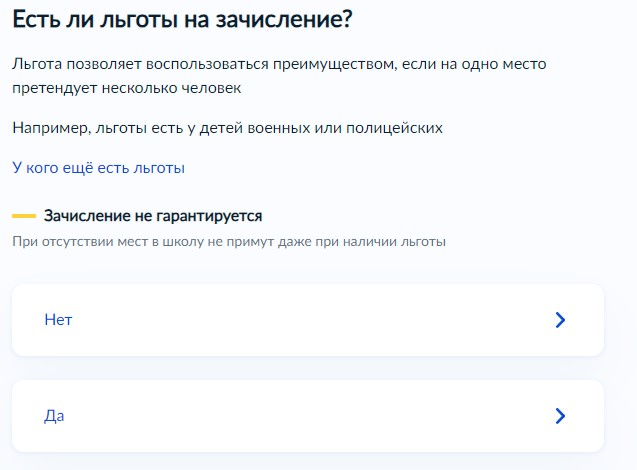 Есть ли льготы на зачисление?
Льгота позволяет воспользоваться преимуществом, если на одно место
претендует несколько человек
Например, льготы есть у детей военных или полицейских
У кого ещё есть льготы
Зачисление не гарантируется
При отсутствии мест в школу не примут даже при наличии льготы
Нет
Да